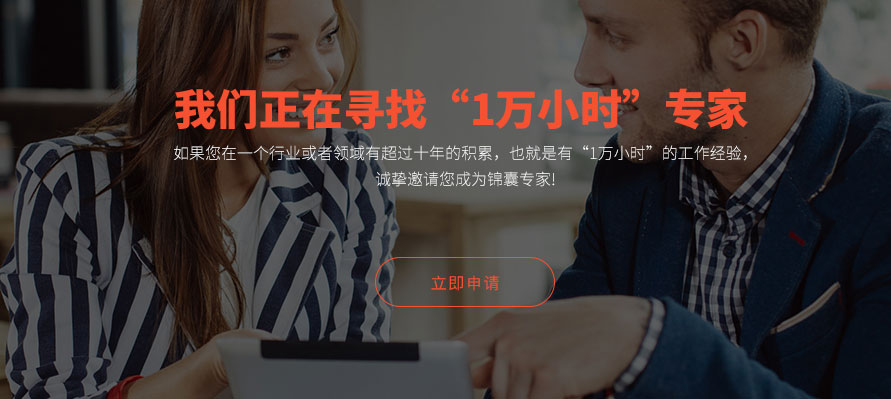 我们正在寻找“1万小时”专家
如果您在一个行业或者领域有超过十年的积累，也就是有“1万小时”的工作经验，
诚挚邀请您成为锦囊专家!
立即申请